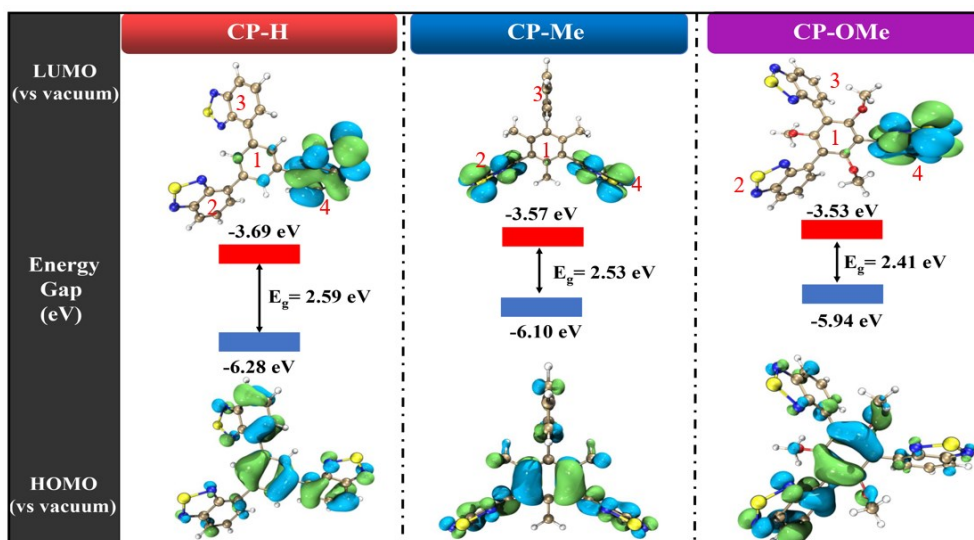 CP-H
CP-Me
CP-OMe
LUMO
(vs vacuum)
3
1
2
4
3
2
1
4
3
1
2
4
-3.69 eV
-3.57 eV
-3.53 eV
Energy
Gap
(eV)
Eg= 2.59 eV
Eg= 2.53 eV
Eg= 2.41 eV
-6.28 eV
-6.10 eV
-5.94 eV
HOMO
(vs vacuum)